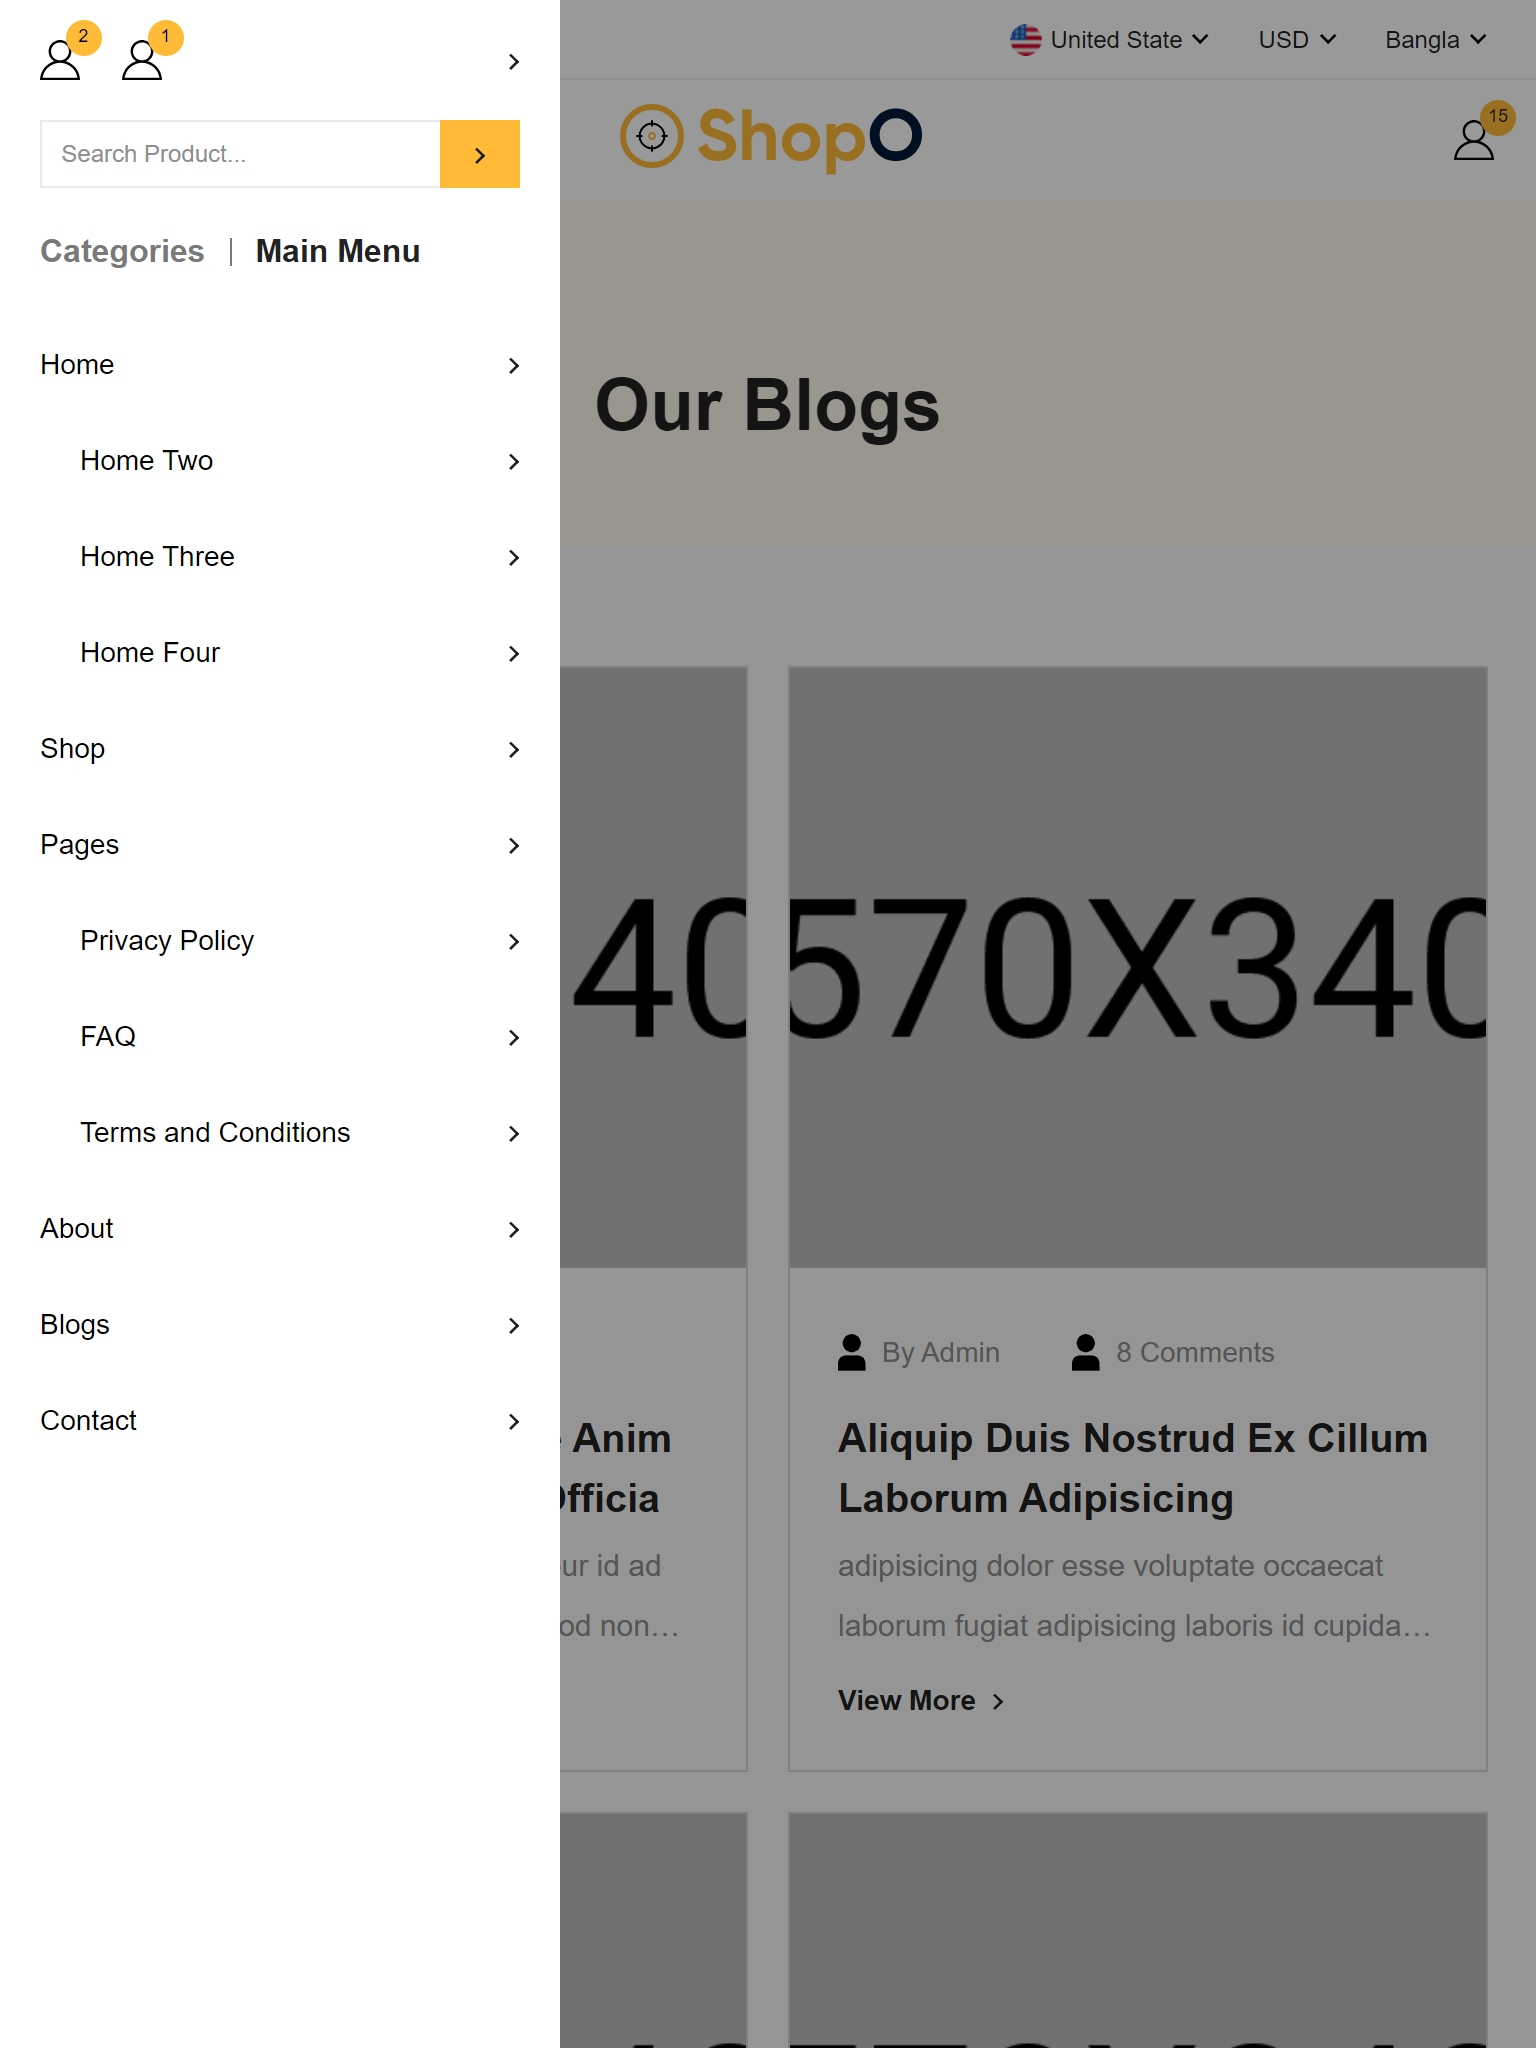 2
1
Search Product...
Categories | Main Menu
Home
Home Two
Home Three
Home Four
Shop
Pages
Privacy Policy
FAQ
Terms and Conditions
About
Blogs
Contact
United State
USD
Bangla
ShopO
15
Our Blogs
40
570X340
Anim
fficia
ur id ad
od non...
By Admin
8 Comments
Aliquip Duis Nostrud Ex Cillum
Laborum Adipisicing
adipisicing dolor esse voluptate occaecat
laborum fugiat adipisicing laboris id cupida...
View More